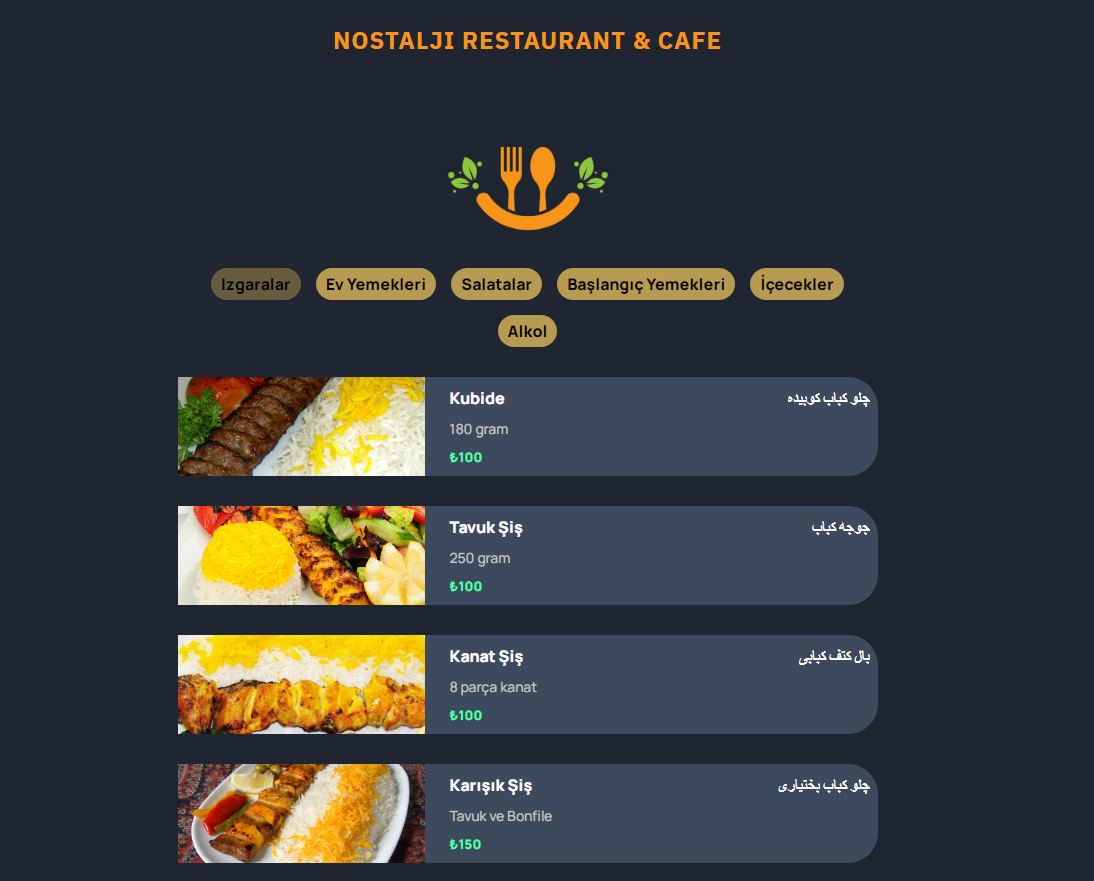 NOSTALJI RESTAURANT & CAFE
Izgaralar Ev Yemekleri Salatalar Başlangıç Yemekleri İçecekler
Alkol
Kubide چلو کباب کوبیده
180 gram
₺100
Tavuk Şiş جوجه کباب
250 gram
₺100
Kanat Şiş بال کتف کبابی
8 parça kanat
₺100
Karışık Şiş چلو کباب بختیاری
Tavuk ve Bonfile
₺150